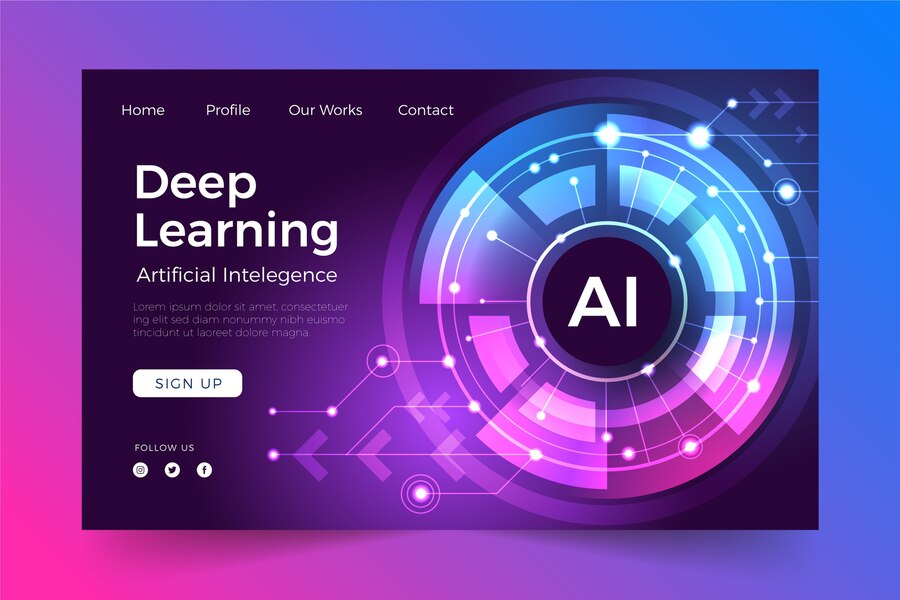 Home Profile Our Works Contact
Deep
Learning
Artificial Intelegence
Lorem ipsum dolor sit amet, consectetuer
ing elit sed diam nonummy nibh euismo
tincidunt ut laoreet dolore magna.
SIGN UP
FOLLOW US
AI